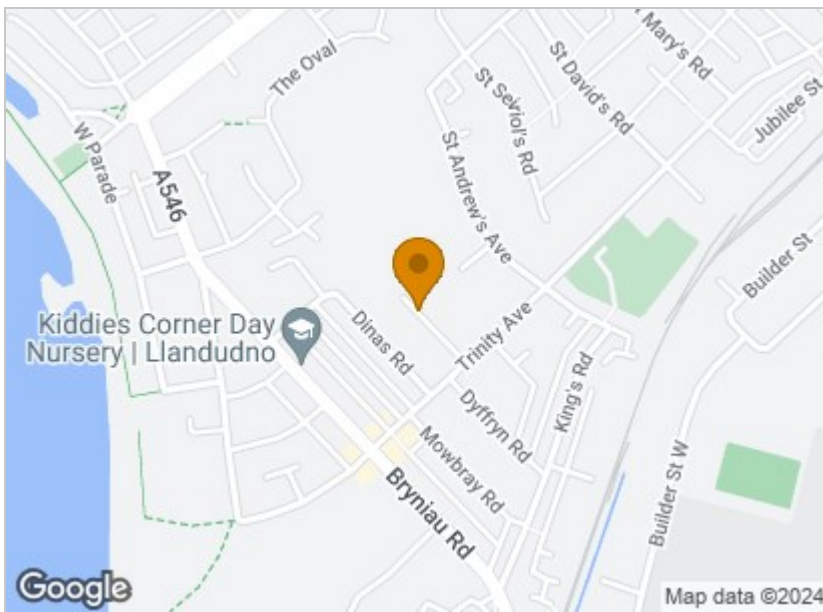 The Oval
St Mary's Rd
St David's Rd
St Seiriol's Rd
Jubilee St
W Parade
A546
St Andrew's Ave
Builder St
Kiddies Corner Day
Nursery | Llandudno
Dinas Rd
Trinity Ave
King's Rd
Dyffryn Rd
Mowbray Rd
Bryniau Rd
Builder St W
Google
Map data ©2024